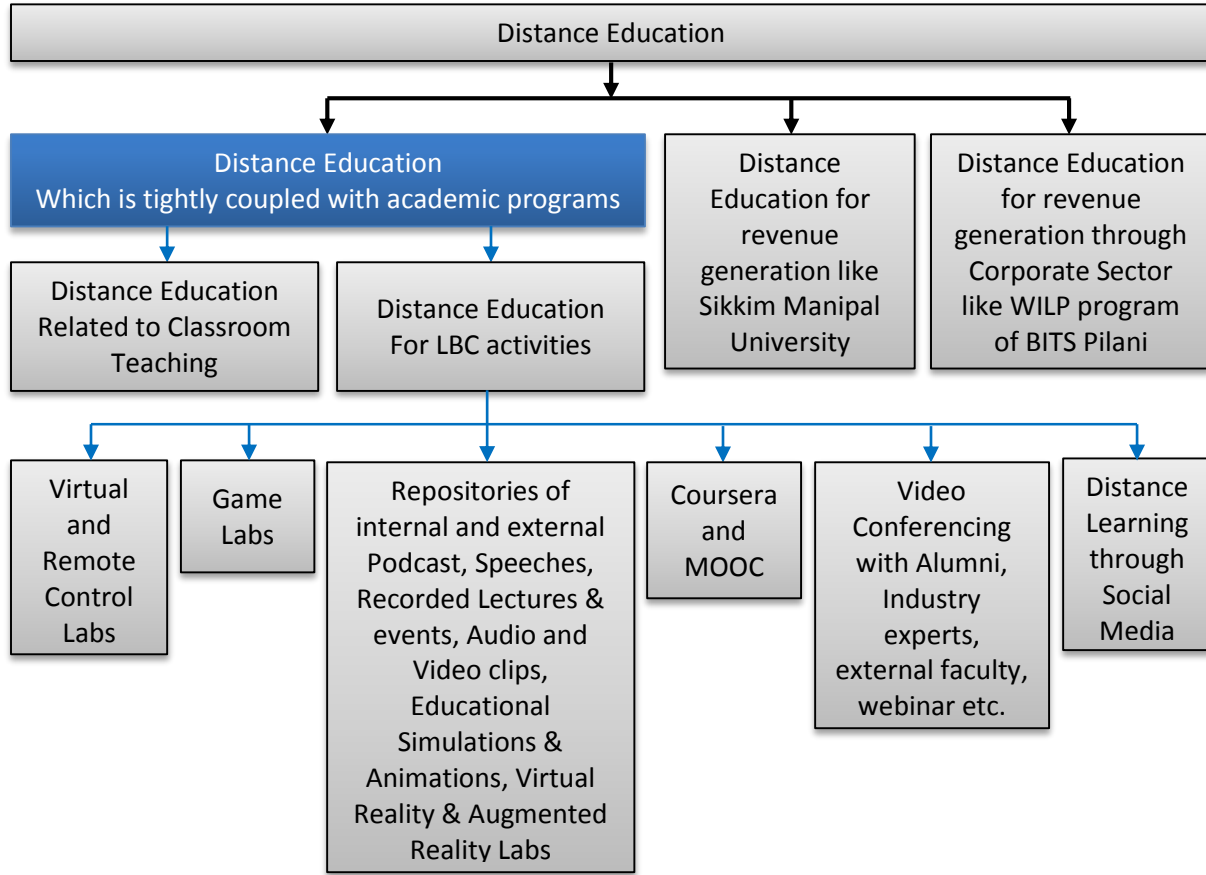 Distance Education
Distance Education
Which is tightly coupled with academic programs
Distance
Education for
revenue
generation like
Sikkim Manipal
University
Distance Education
for revenue
generation through
Corporate Sector
like WILP program
of BITS Pilani
Distance Education
Related to Classroom
Teaching
Distance Education
For LBC activities
Virtual
and
Remote
Control
Labs
Game
Labs
Repositories of
internal and external
Podcast, Speeches,
Recorded Lectures &
events, Audio and
Video clips,
Educational
Simulations &
Animations, Virtual
Reality & Augmented
Reality Labs
Coursera
and
MOOC
Video
Conferencing
with Alumni,
Industry
experts,
external faculty,
webinar etc.
Distance
Learning
through
Social
Media